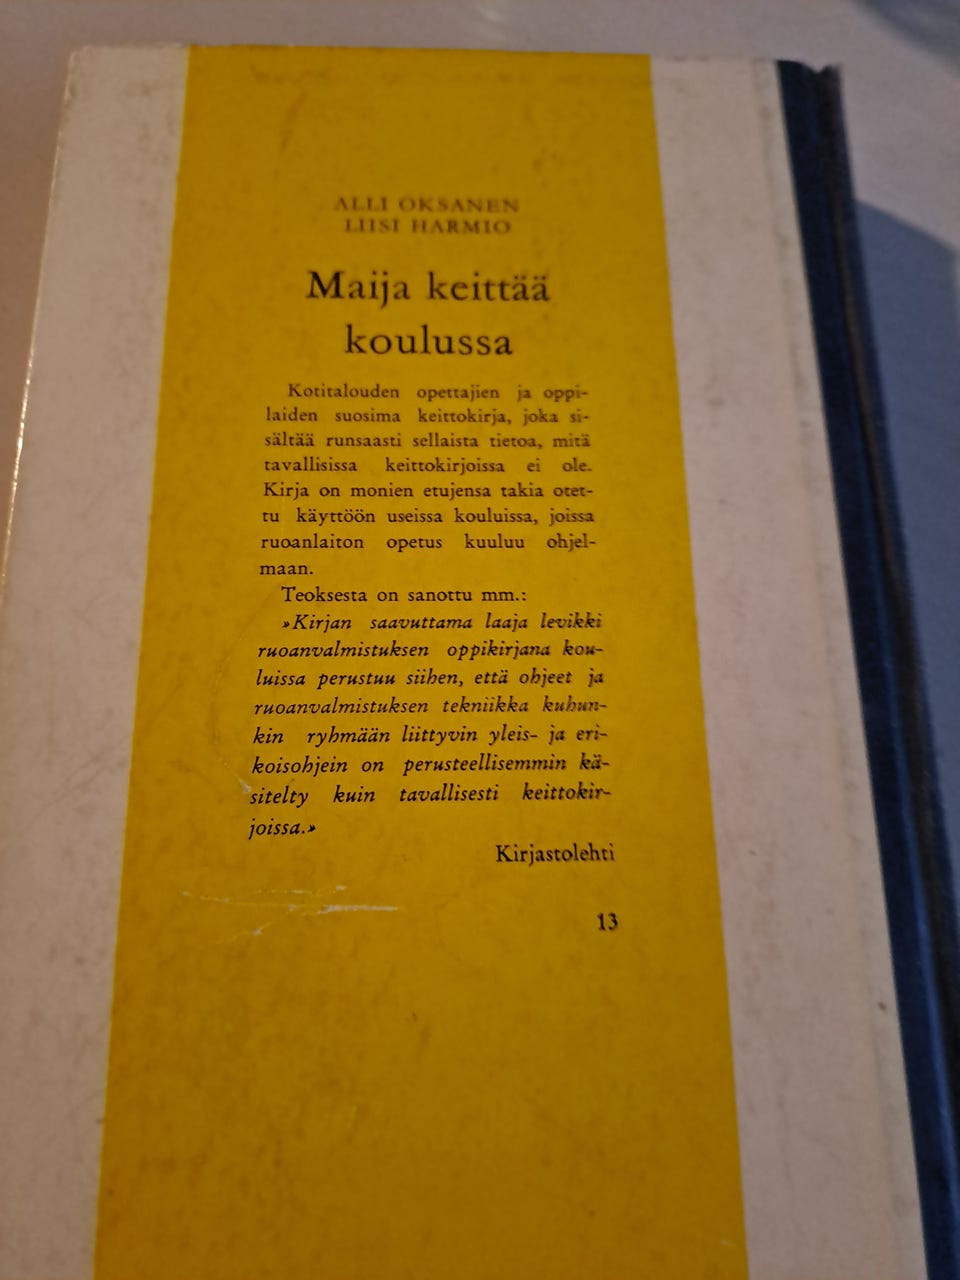 ALLI OKSANEN
LIISI HARMIO
Maija keittää
koulussa
Kotitalouden opettajien ja oppi-
laiden suosima keittokirja, joka si-
sältää runsaasti sellaista tietoa, mitä
tavallisissa keittokirjoissa ei ole.
Kirja on monien etujensa takia otet-
tu käyttöön useissa kouluissa, joissa
ruoanlaiton opetus kuuluu ohjel-
maan.
Teoksesta on sanottu mm.:
»Kirjan saavuttama laaja levikki
ruoanvalmistuksen oppikirjana kou-
luissa perustuu siihen, että ohjeet ja
ruoanvalmistuksen tekniikka kuhun-
kin ryhmään liittyvin yleis- ja eri-
koisohjein on perusteellisemmin kä-
sitelty kuin tavallisesti keittokir-
joissa.»
Kirjastolehti
13